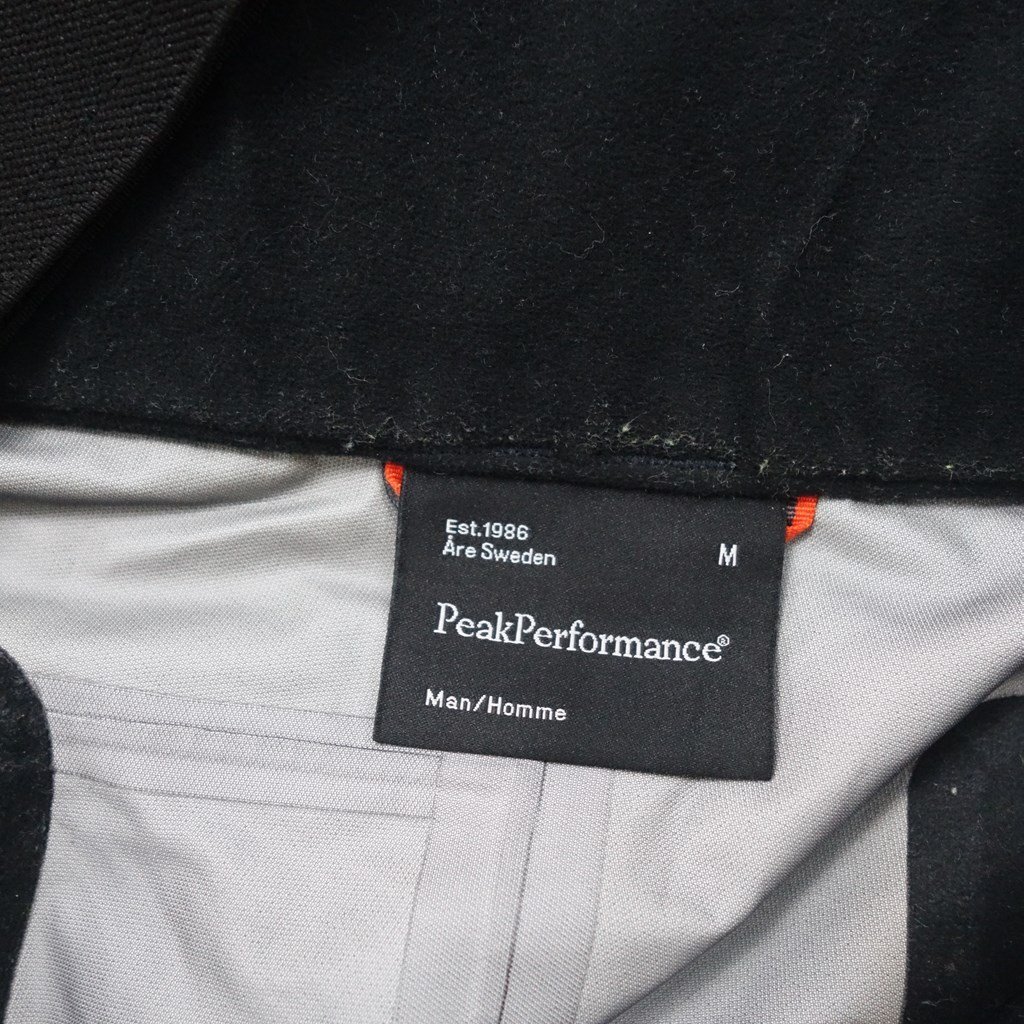 Est.1986
Åre Sweden
M
PeakPerformance®
Man/Homme